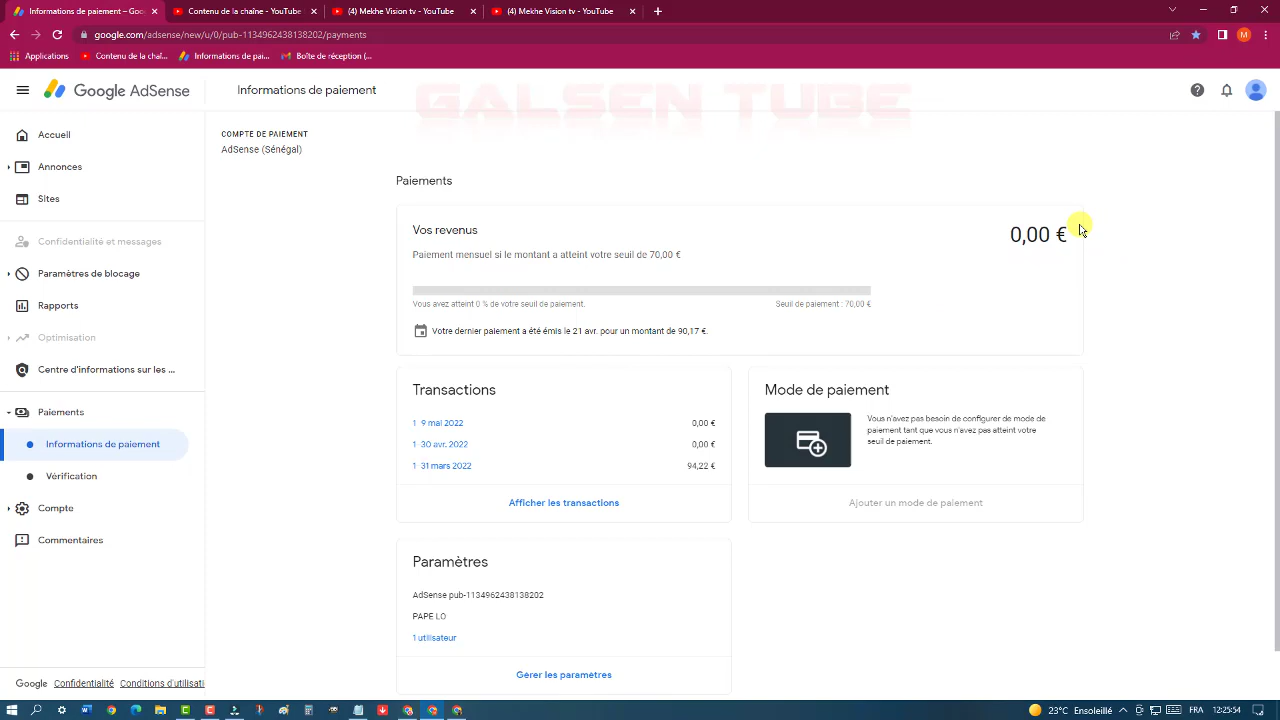 Informations de paiement – Goo
Contenu de la chaîne - YouTube
(4) Mekhe Vision tv - YouTube
(4) Mekhe Vision tv - YouTube
google.com/adsense/new/u/0/pub-1134962438138202/payments
M
Applications
Contenu de la chaî...
Informations de pai...
Boîte de réception (...
Google AdSense
Informations de paiement
GALSEN TUBE
Accueil
Annonces
Sites
Confidentialité et messages
Paramètres de blocage
Rapports
Optimisation
Centre d'informations sur les ...
Paiements
Informations de paiement
Vérification
Compte
Commentaires
Google Confidentialité Conditions d'utilisati
COMPTE DE PAIEMENT
AdSense (Sénégal)
Paiements
Vos revenus
0,00 €
Paiement mensuel si le montant a atteint votre seuil de 70,00 €
Vous avez atteint 0 % de votre seuil de paiement.
Seuil de paiement : 70,00 €
Votre dernier paiement a été émis le 21 avr. pour un montant de 90,17 €.
Transactions
1 9 mai 2022 0,00 €
1 30 avr. 2022 0,00 €
1 31 mars 2022 94,22 €
Afficher les transactions
Mode de paiement
Vous n'avez pas besoin de configurer de mode de
paiement tant que vous n'avez pas atteint votre
seuil de paiement.
Ajouter un mode de paiement
Paramètres
AdSense pub-1134962438138202
PAPE LO
1 utilisateur
Gérer les paramètres
23°C Ensoleillé
FRA
12:25:54